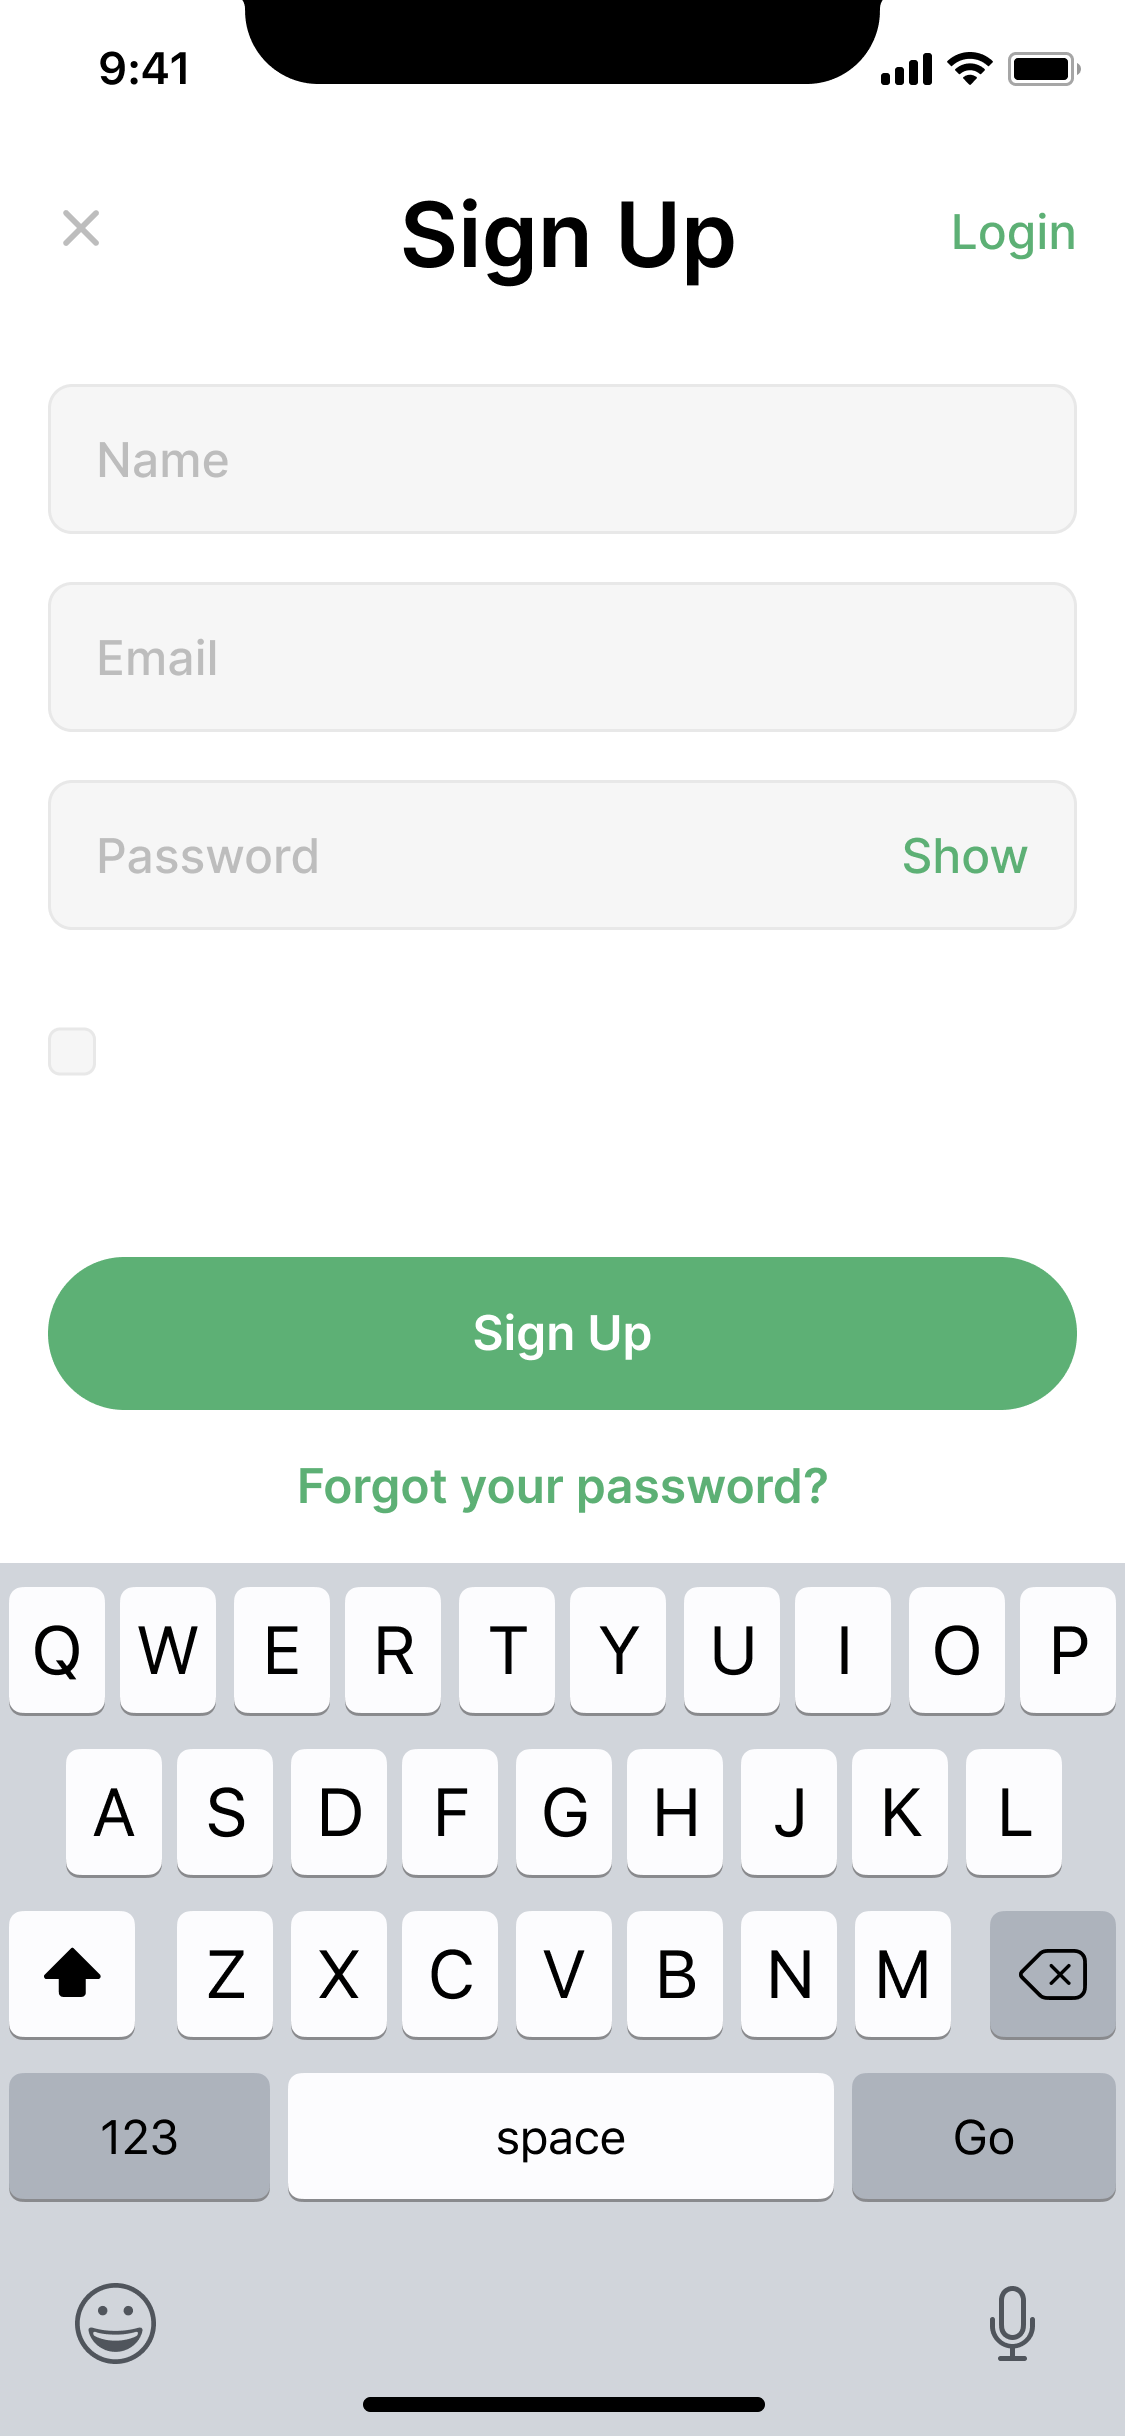 9:41
Sign Up
Login
Name
Email
Password
Show
Sign Up
Forgot your password?
Q W E R T Y U I O P
A S D F G H J K L
Z X C V B N M
123 space Go